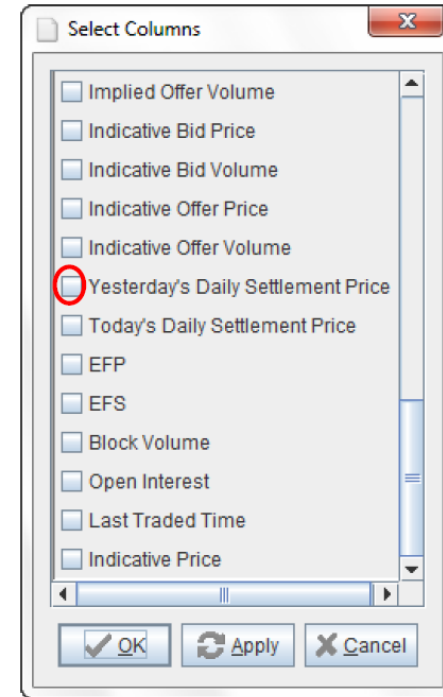 Select Columns
Implied Offer Volume
Indicative Bid Price
Indicative Bid Volume
Indicative Offer Price
Indicative Offer Volume
Yesterday's Daily Settlement Price
Today's Daily Settlement Price
EFP
EFS
Block Volume
Open Interest
Last Traded Time
Indicative Price
OK Apply Cancel